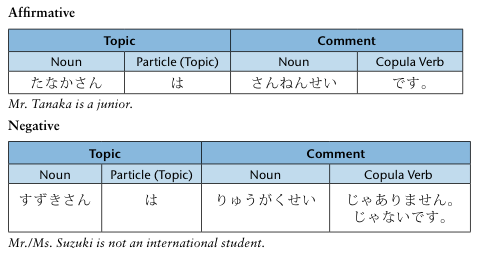 Affirmative
Topic Comment
Noun Particle (Topic) Noun Copula Verb
たなかさん は さんねんせい です。
Mr. Tanaka is a junior.
Negative
Topic Comment
Noun Particle (Topic) Noun Copula Verb
すずきさん は りゅうがくせい じゃありません。
じゃないです。
Mr./Ms. Suzuki is not an international student.